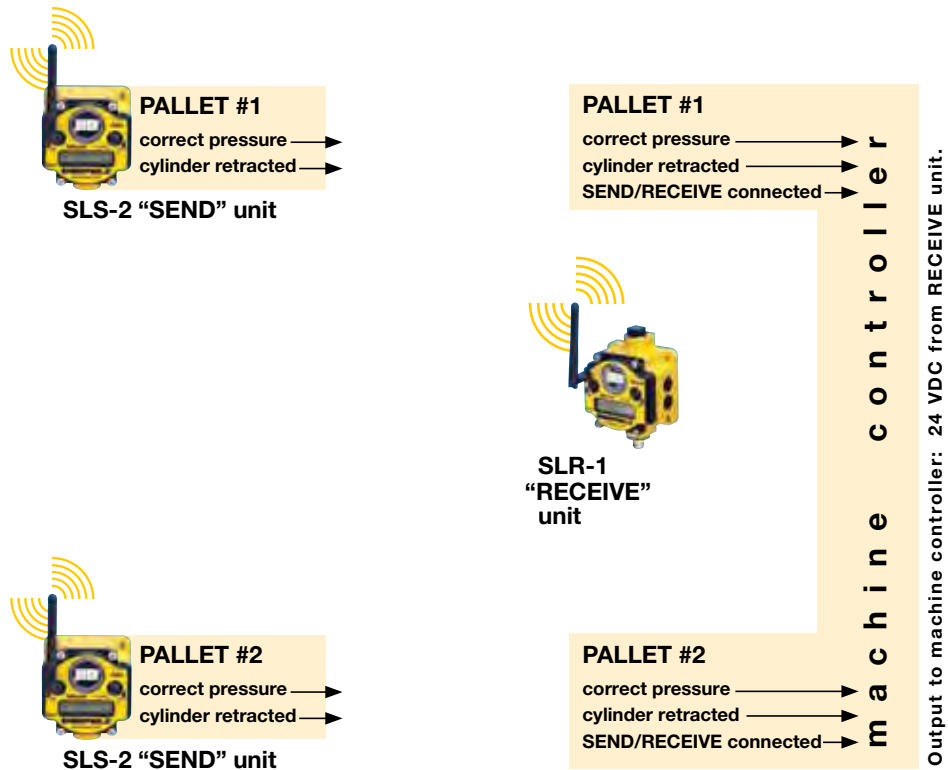 PALLET #1
correct pressure
cylinder retracted
SLS-2 “SEND” unit
PALLET #1
correct pressure
cylinder retracted
SEND/RECEIVE connected
SLR-1
“RECEIVE”
unit
PALLET #2
correct pressure
cylinder retracted
SLS-2 “SEND” unit
PALLET #2
correct pressure
cylinder retracted
SEND/RECEIVE connected
machine controller
Output to machine controller: 24 VDC from RECEIVE unit.